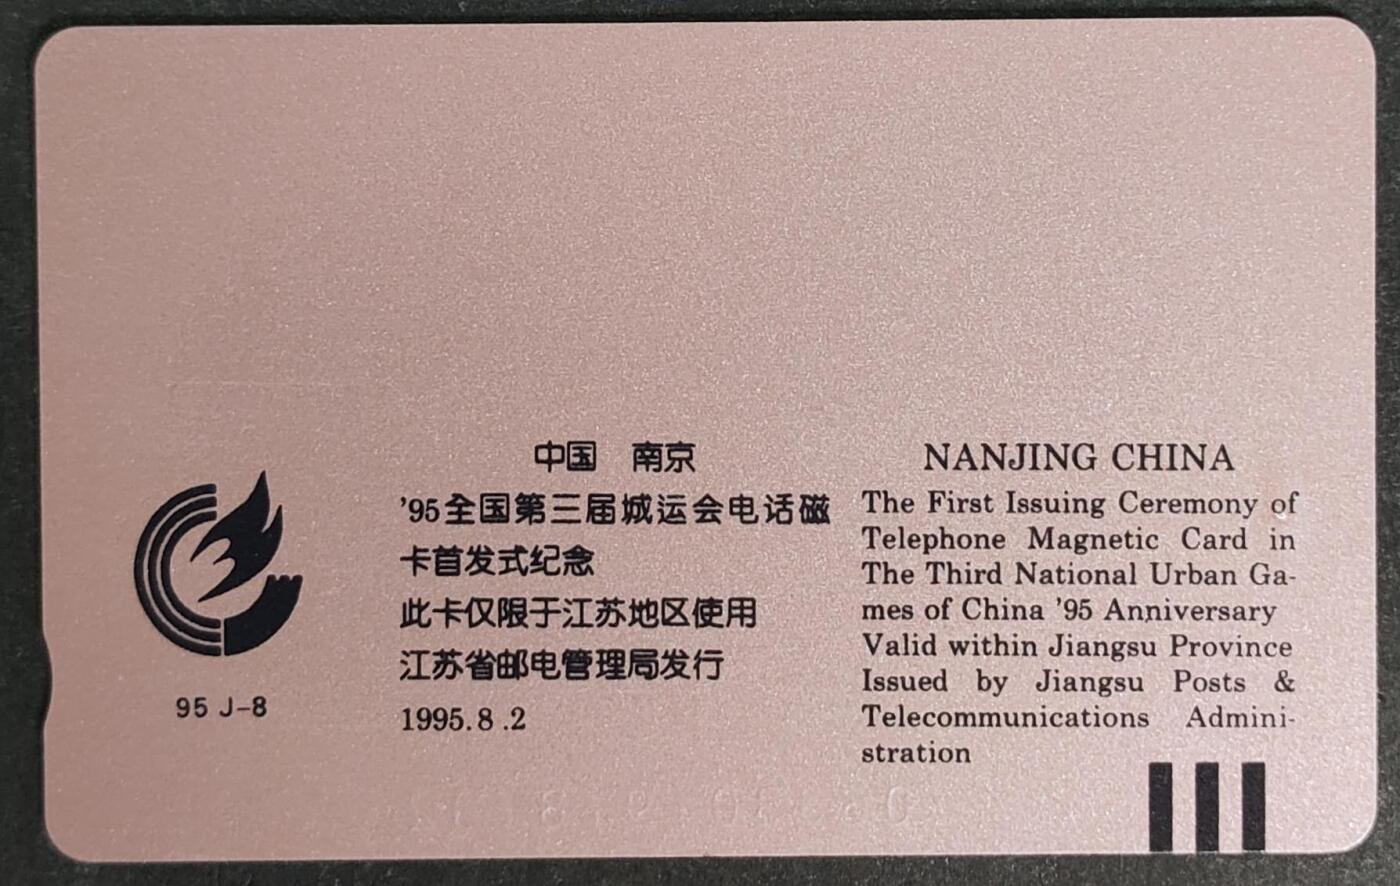 中国 南京
'95全国第三届城运会电话磁
卡首发式纪念
此卡仅限于江苏地区使用
江苏省邮电管理局发行
1995.8.2
NANJING CHINA
The First Issuing Ceremony of
Telephone Magnetic Card in
The Third National Urban Ga-
mes of China '95 Anniversary
Valid within Jiangsu Province
Issued by Jiangsu Posts &
Telecommunications Admini-
stration
95 J-8